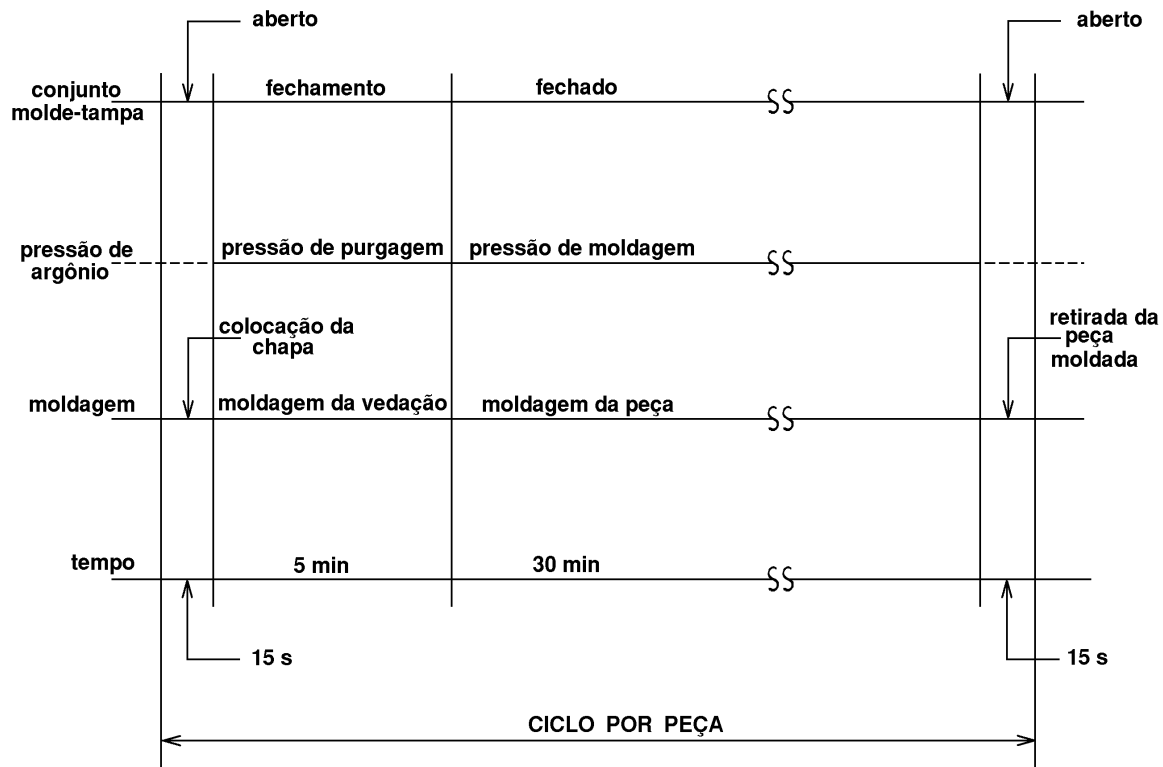 aberto
aberto
conjunto
molde-tampa
fechamento
fechado
pressão de
argônio
pressão de purgagem
pressão de moldagem
colocação da
chapa
retirada da
peça
moldada
moldagem
moldagem da vedação
moldagem da peça
tempo
5 min
30 min
15 s
15 s
CICLO POR PEÇA